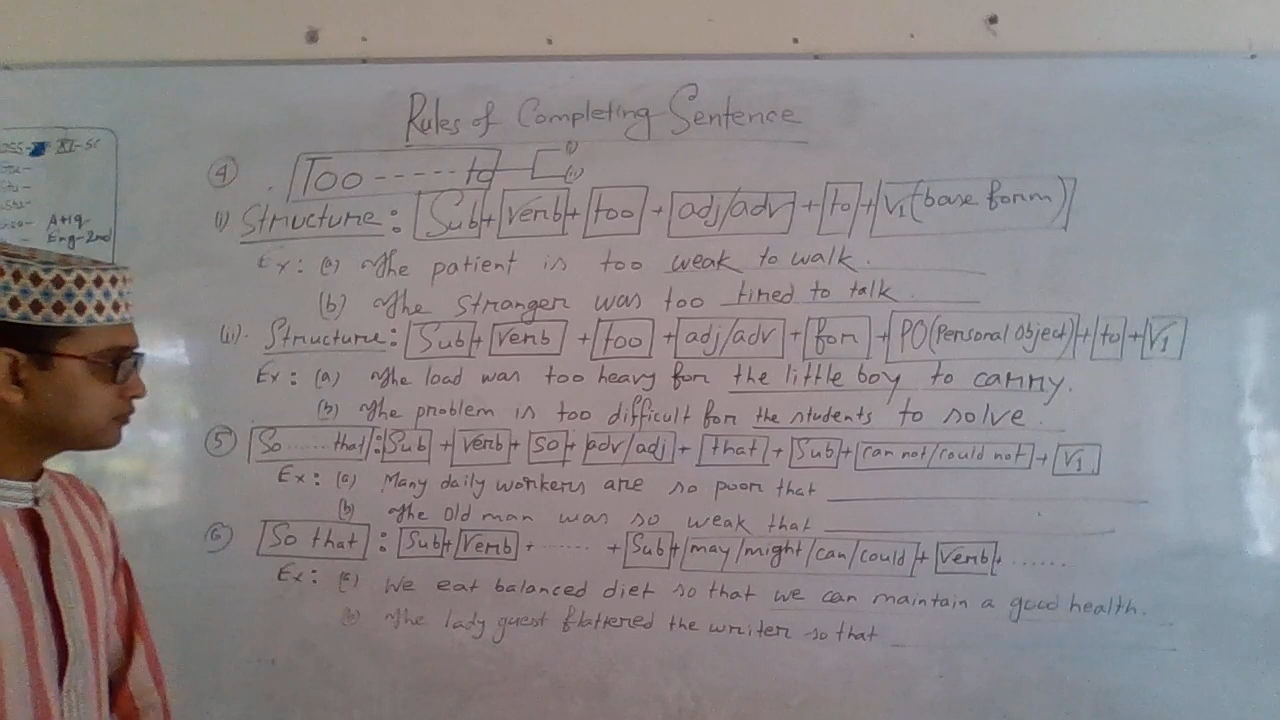 Rules of Completing Sentence
④ Too ----- to (i) (ii)
(i) Structure: Sub + Verb + too + adj/adv + to + V1 (base form)
Ex: (a) The patient is too weak to walk.
(b) The stranger was too tired to talk.
(ii). Structure: Sub + Verb + too + adj/adv + for + PO (Personal Object) + to + V1
Ex: (a) The load was too heavy for the little boy to carry.
(b) The problem is too difficult for the students to solve.
⑤ So ...... that: Sub + Verb + so + adv/adj + that + Sub + can not/could not + V1
Ex: (a) Many daily workers are so poor that
(b) The old man was so weak that
⑥ So that: Sub + Verb + ...... + Sub + may/might/can/could + Verb + ......
Ex: (a) We eat balanced diet so that we can maintain a good health.
(b) The lady guest flattered the writer so that
XI-SC
Atiq
Eng-2nd